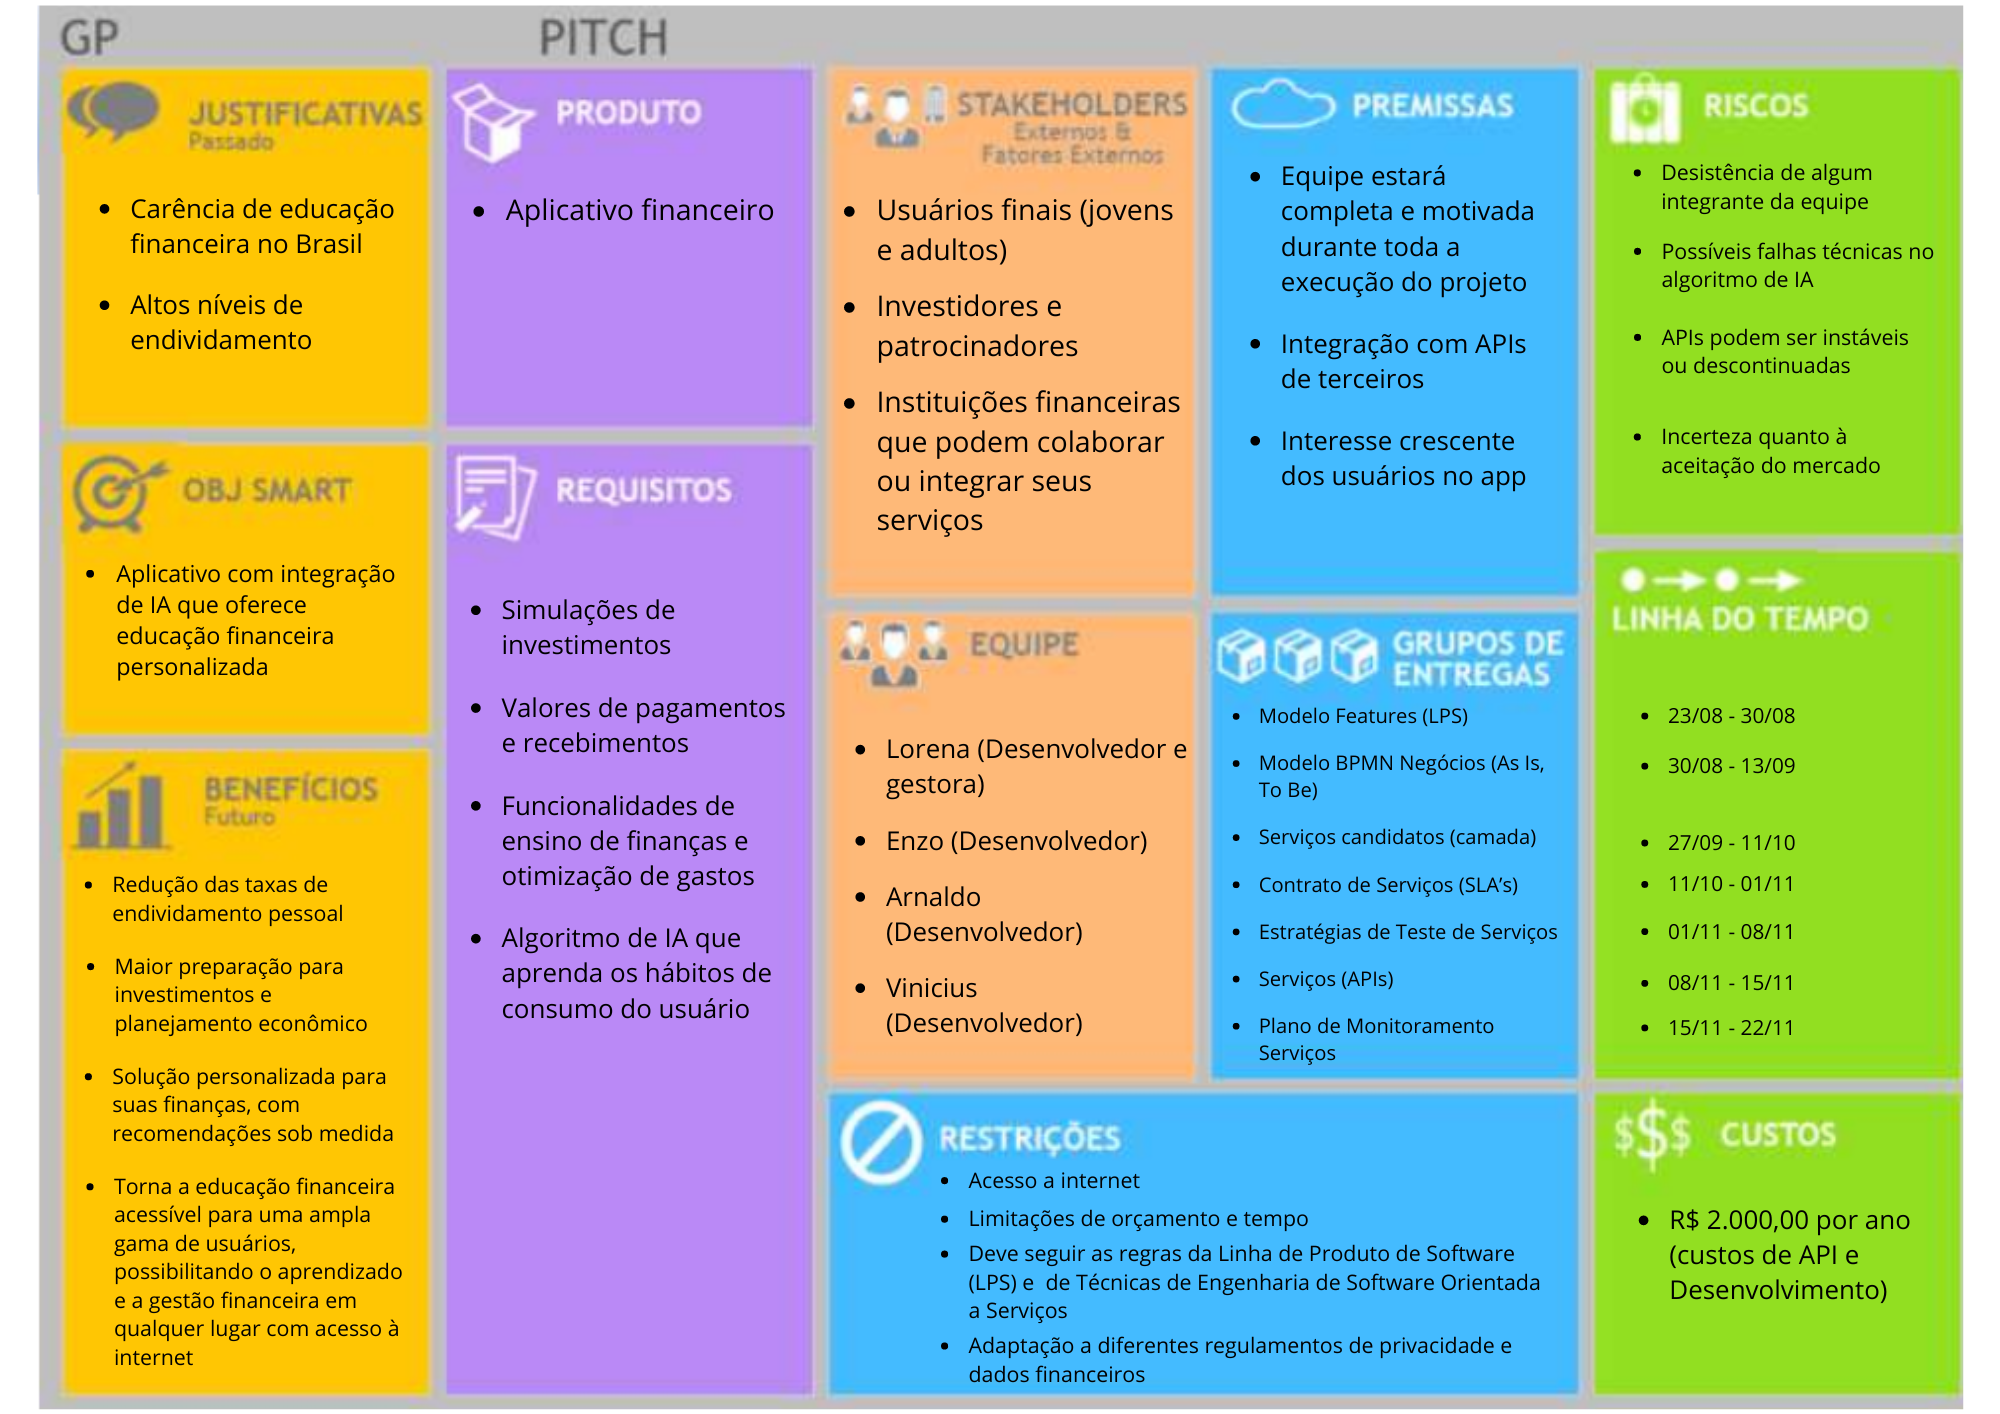 GP
PITCH
JUSTIFICATIVAS
Passado
Carência de educação
financeira no Brasil
Altos níveis de
endividamento
OBJ SMART
Aplicativo com integração
de IA que oferece
educação financeira
personalizada
BENEFÍCIOS
Futuro
Redução das taxas de
endividamento pessoal
Maior preparação para
investimentos e
planejamento econômico
Solução personalizada para
suas finanças, com
recomendações sob medida
Torna a educação financeira
acessível para uma ampla
gama de usuários,
possibilitando o aprendizado
e a gestão financeira em
qualquer lugar com acesso à
internet
PRODUTO
Aplicativo financeiro
REQUISITOS
Simulações de
investimentos
Valores de pagamentos
e recebimentos
Funcionalidades de
ensino de finanças e
otimização de gastos
Algoritmo de IA que
aprenda os hábitos de
consumo do usuário
STAKEHOLDERS
Externos &
Fatores Externos
Usuários finais (jovens
e adultos)
Investidores e
patrocinadores
Instituições financeiras
que podem colaborar
ou integrar seus
serviços
EQUIPE
Lorena (Desenvolvedor e
gestora)
Enzo (Desenvolvedor)
Arnaldo
(Desenvolvedor)
Vinicius
(Desenvolvedor)
PREMISSAS
Equipe estará
completa e motivada
durante toda a
execução do projeto
Integração com APIs
de terceiros
Interesse crescente
dos usuários no app
GRUPOS DE
ENTREGAS
Modelo Features (LPS)
Modelo BPMN Negócios (As Is,
To Be)
Serviços candidatos (camada)
Contrato de Serviços (SLA’s)
Estratégias de Teste de Serviços
Serviços (APIs)
Plano de Monitoramento
Serviços
RESTRIÇÕES
Acesso a internet
Limitações de orçamento e tempo
Deve seguir as regras da Linha de Produto de Software
(LPS) e  de Técnicas de Engenharia de Software Orientada
a Serviços
Adaptação a diferentes regulamentos de privacidade e
dados financeiros
RISCOS
Desistência de algum
integrante da equipe
Possíveis falhas técnicas no
algoritmo de IA
APIs podem ser instáveis
ou descontinuadas
Incerteza quanto à
aceitação do mercado
LINHA DO TEMPO
23/08 - 30/08
30/08 - 13/09
27/09 - 11/10
11/10 - 01/11
01/11 - 08/11
08/11 - 15/11
15/11 - 22/11
$$$ CUSTOS
R$ 2.000,00 por ano
(custos de API e
Desenvolvimento)